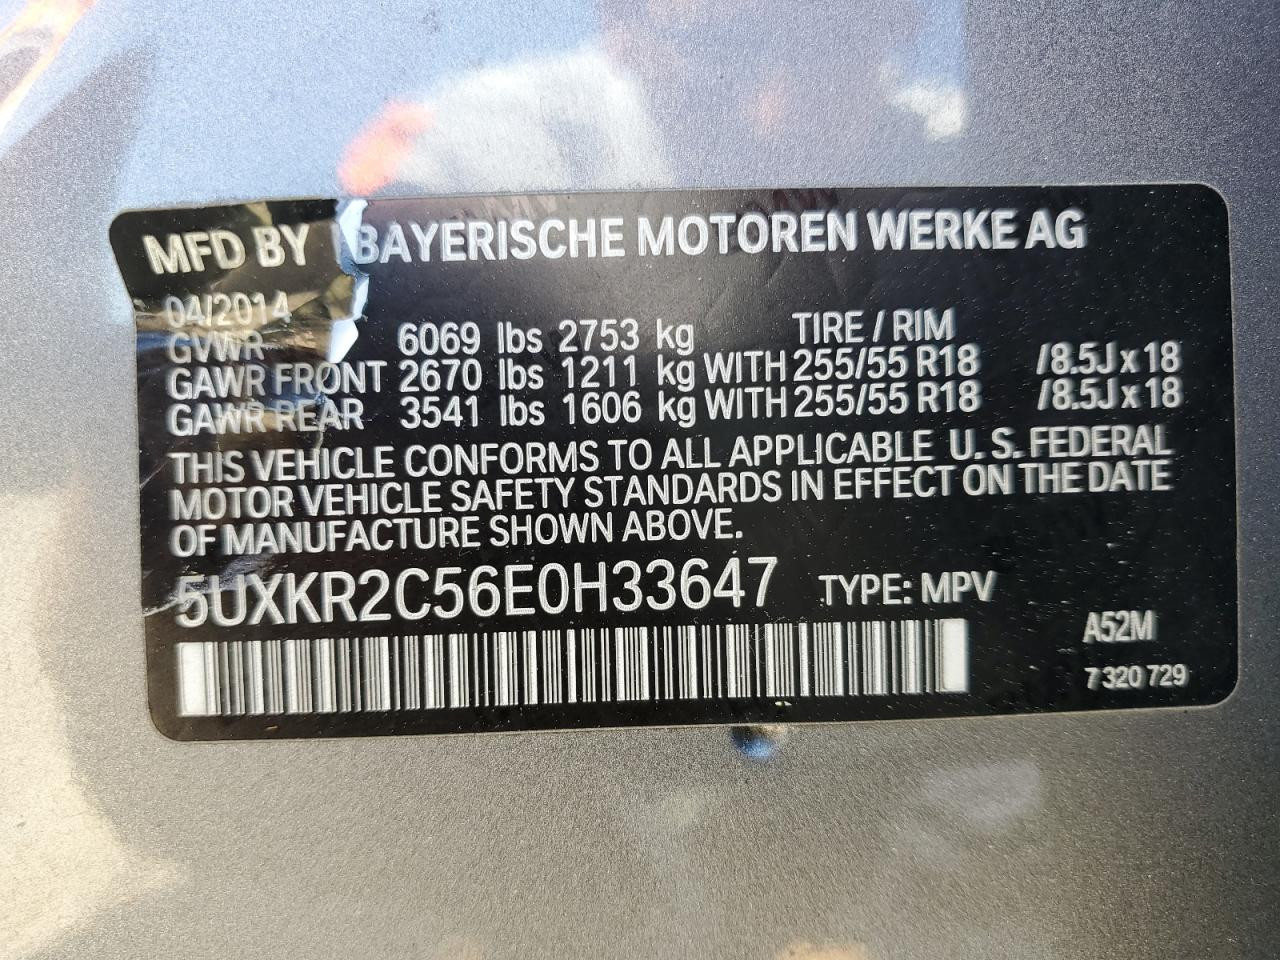 MFD BY BAYERISCHE MOTOREN WERKE AG
04/2014 TIRE / RIM
GVWR 6069 lbs 2753 kg
GAWR FRONT 2670 lbs 1211 kg WITH 255/55 R18 /8.5J x 18
GAWR REAR 3541 lbs 1606 kg WITH 255/55 R18 /8.5J x 18
THIS VEHICLE CONFORMS TO ALL APPLICABLE U. S. FEDERAL
MOTOR VEHICLE SAFETY STANDARDS IN EFFECT ON THE DATE
OF MANUFACTURE SHOWN ABOVE.
5UXKR2C56E0H33647 TYPE: MPV
A52M
7 320 729